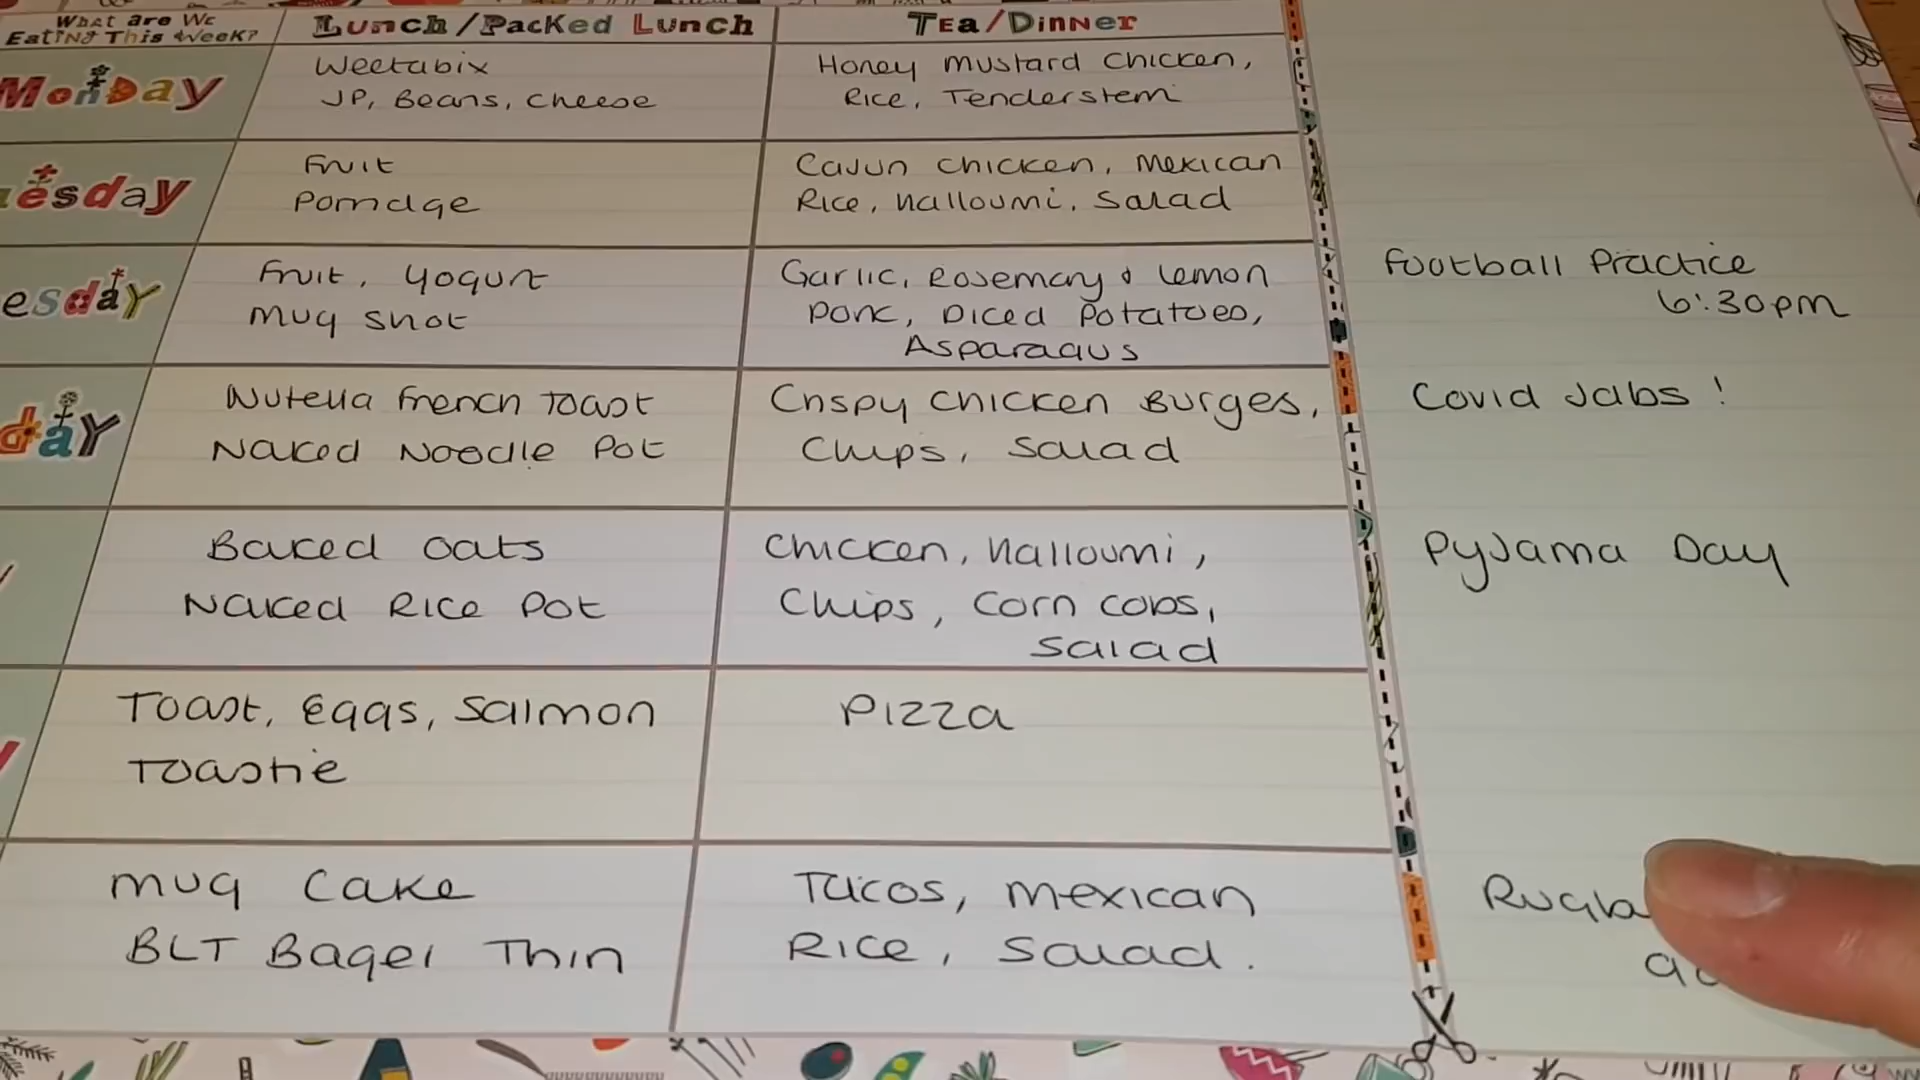 What are We
Eating This Week?
Lunch/Packed Lunch
Tea/Dinner
Monday
Weetabix
JP, Beans, Cheese
Honey Mustard Chicken,
Rice, Tenderstem
uesday
Fruit
Porridge
Cajun Chicken, Mexican
Rice, Halloumi, Salad
esday
Fruit, Yogurt
Mug Shot
Garlic, Rosemary & Lemon
Pork, Diced Potatoes,
Asparagus
Football Practice
6:30pm
day
Nutella French Toast
Naked Noodle Pot
Crispy Chicken Burges,
Chips, Salad
Covid Jabs!
Baked Oats
Naked Rice Pot
Chicken, Halloumi,
Chips, Corn Cobs,
Salad
Pyjama Day
Toast, Eggs, Salmon
Toastie
Pizza
Mug Cake
BLT Bagel Thin
Tacos, Mexican
Rice, Salad.